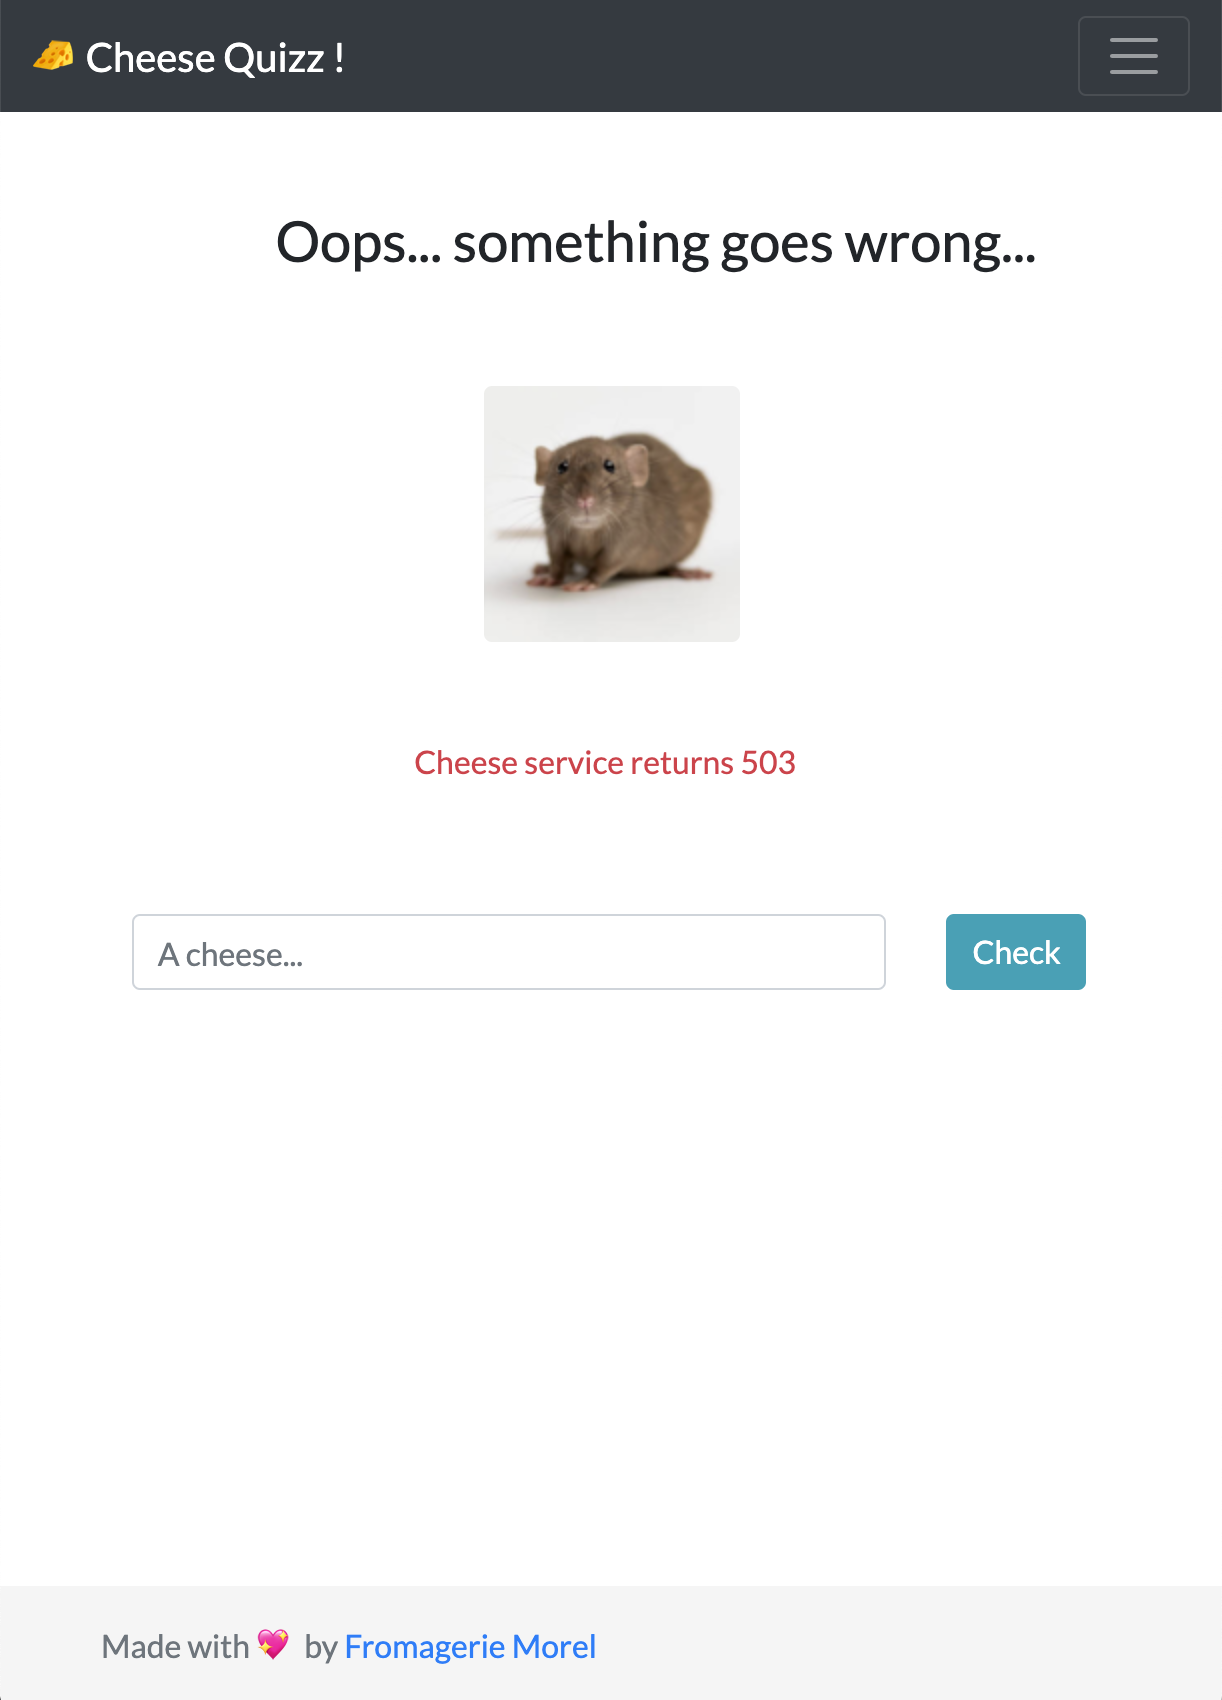 🧀 Cheese Quizz !
Oops... something goes wrong...
Cheese service returns 503
A cheese...
Check
Made with 💖 by Fromagerie Morel